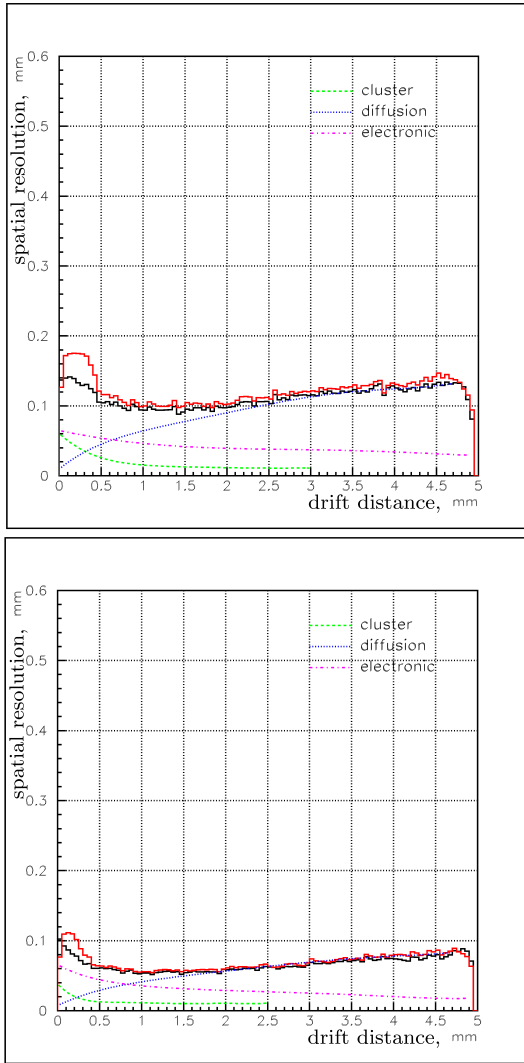 0.6
spatial resolution, mm
cluster
diffusion
electronic
0.5
0.4
0.3
0.2
0.1
0
0 0.5 1 1.5 2 2.5 3 3.5 4 4.5 5
drift distance, mm
0.6
spatial resolution, mm
cluster
diffusion
electronic
0.5
0.4
0.3
0.2
0.1
0
0 0.5 1 1.5 2 2.5 3 3.5 4 4.5 5
drift distance, mm